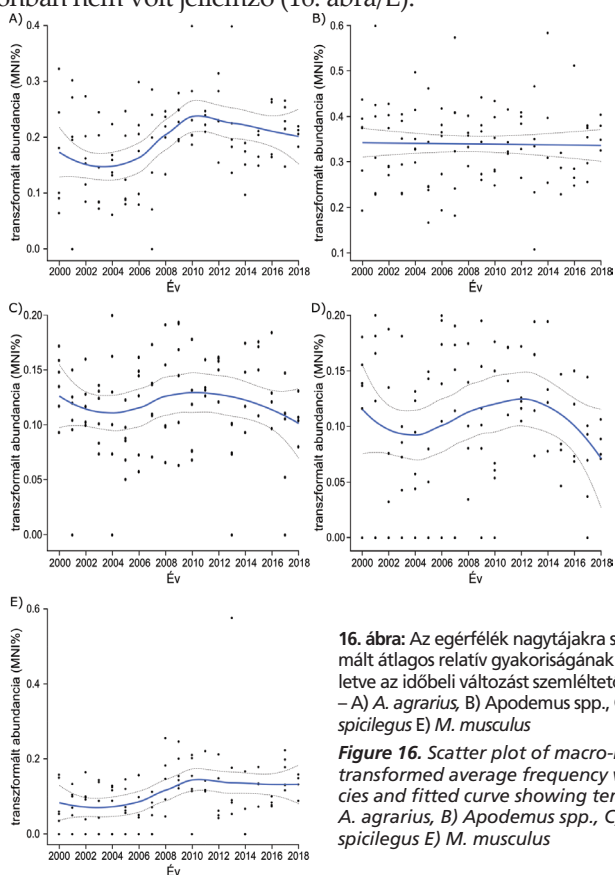 onban nem volt jellemző (16. ábra/E).
A)
transzformált abundancia (MNI%)
0.4
0.3
0.2
0.1
0.0
2000 2002 2004 2006 2008 2010 2012 2014 2016 2018
Év
B)
transzformált abundancia (MNI%)
0.6
0.5
0.4
0.3
0.2
0.1
2000 2002 2004 2006 2008 2010 2012 2014 2016 2018
Év
C)
transzformált abundancia (MNI%)
0.20
0.15
0.10
0.05
0.00
2000 2002 2004 2006 2008 2010 2012 2014 2016 2018
Év
D)
transzformált abundancia (MNI%)
0.20
0.15
0.10
0.05
0.00
2000 2002 2004 2006 2008 2010 2012 2014 2016 2018
Év
E)
transzformált abundancia (MNI%)
0.6
0.4
0.2
0.0
2000 2002 2004 2006 2008 2010 2012 2014 2016 2018
Év
16. ábra: Az egérfélék nagytájakra s
mált átlagos relatív gyakoriságának
letve az időbeli változást szemléltet
– A) A. agrarius, B) Apodemus spp.,
spicilegus E) M. musculus
Figure 16. Scatter plot of macro-
transformed average frequency
cies and fitted curve showing te
A. agrarius, B) Apodemus spp., C
spicilegus E) M. musculus